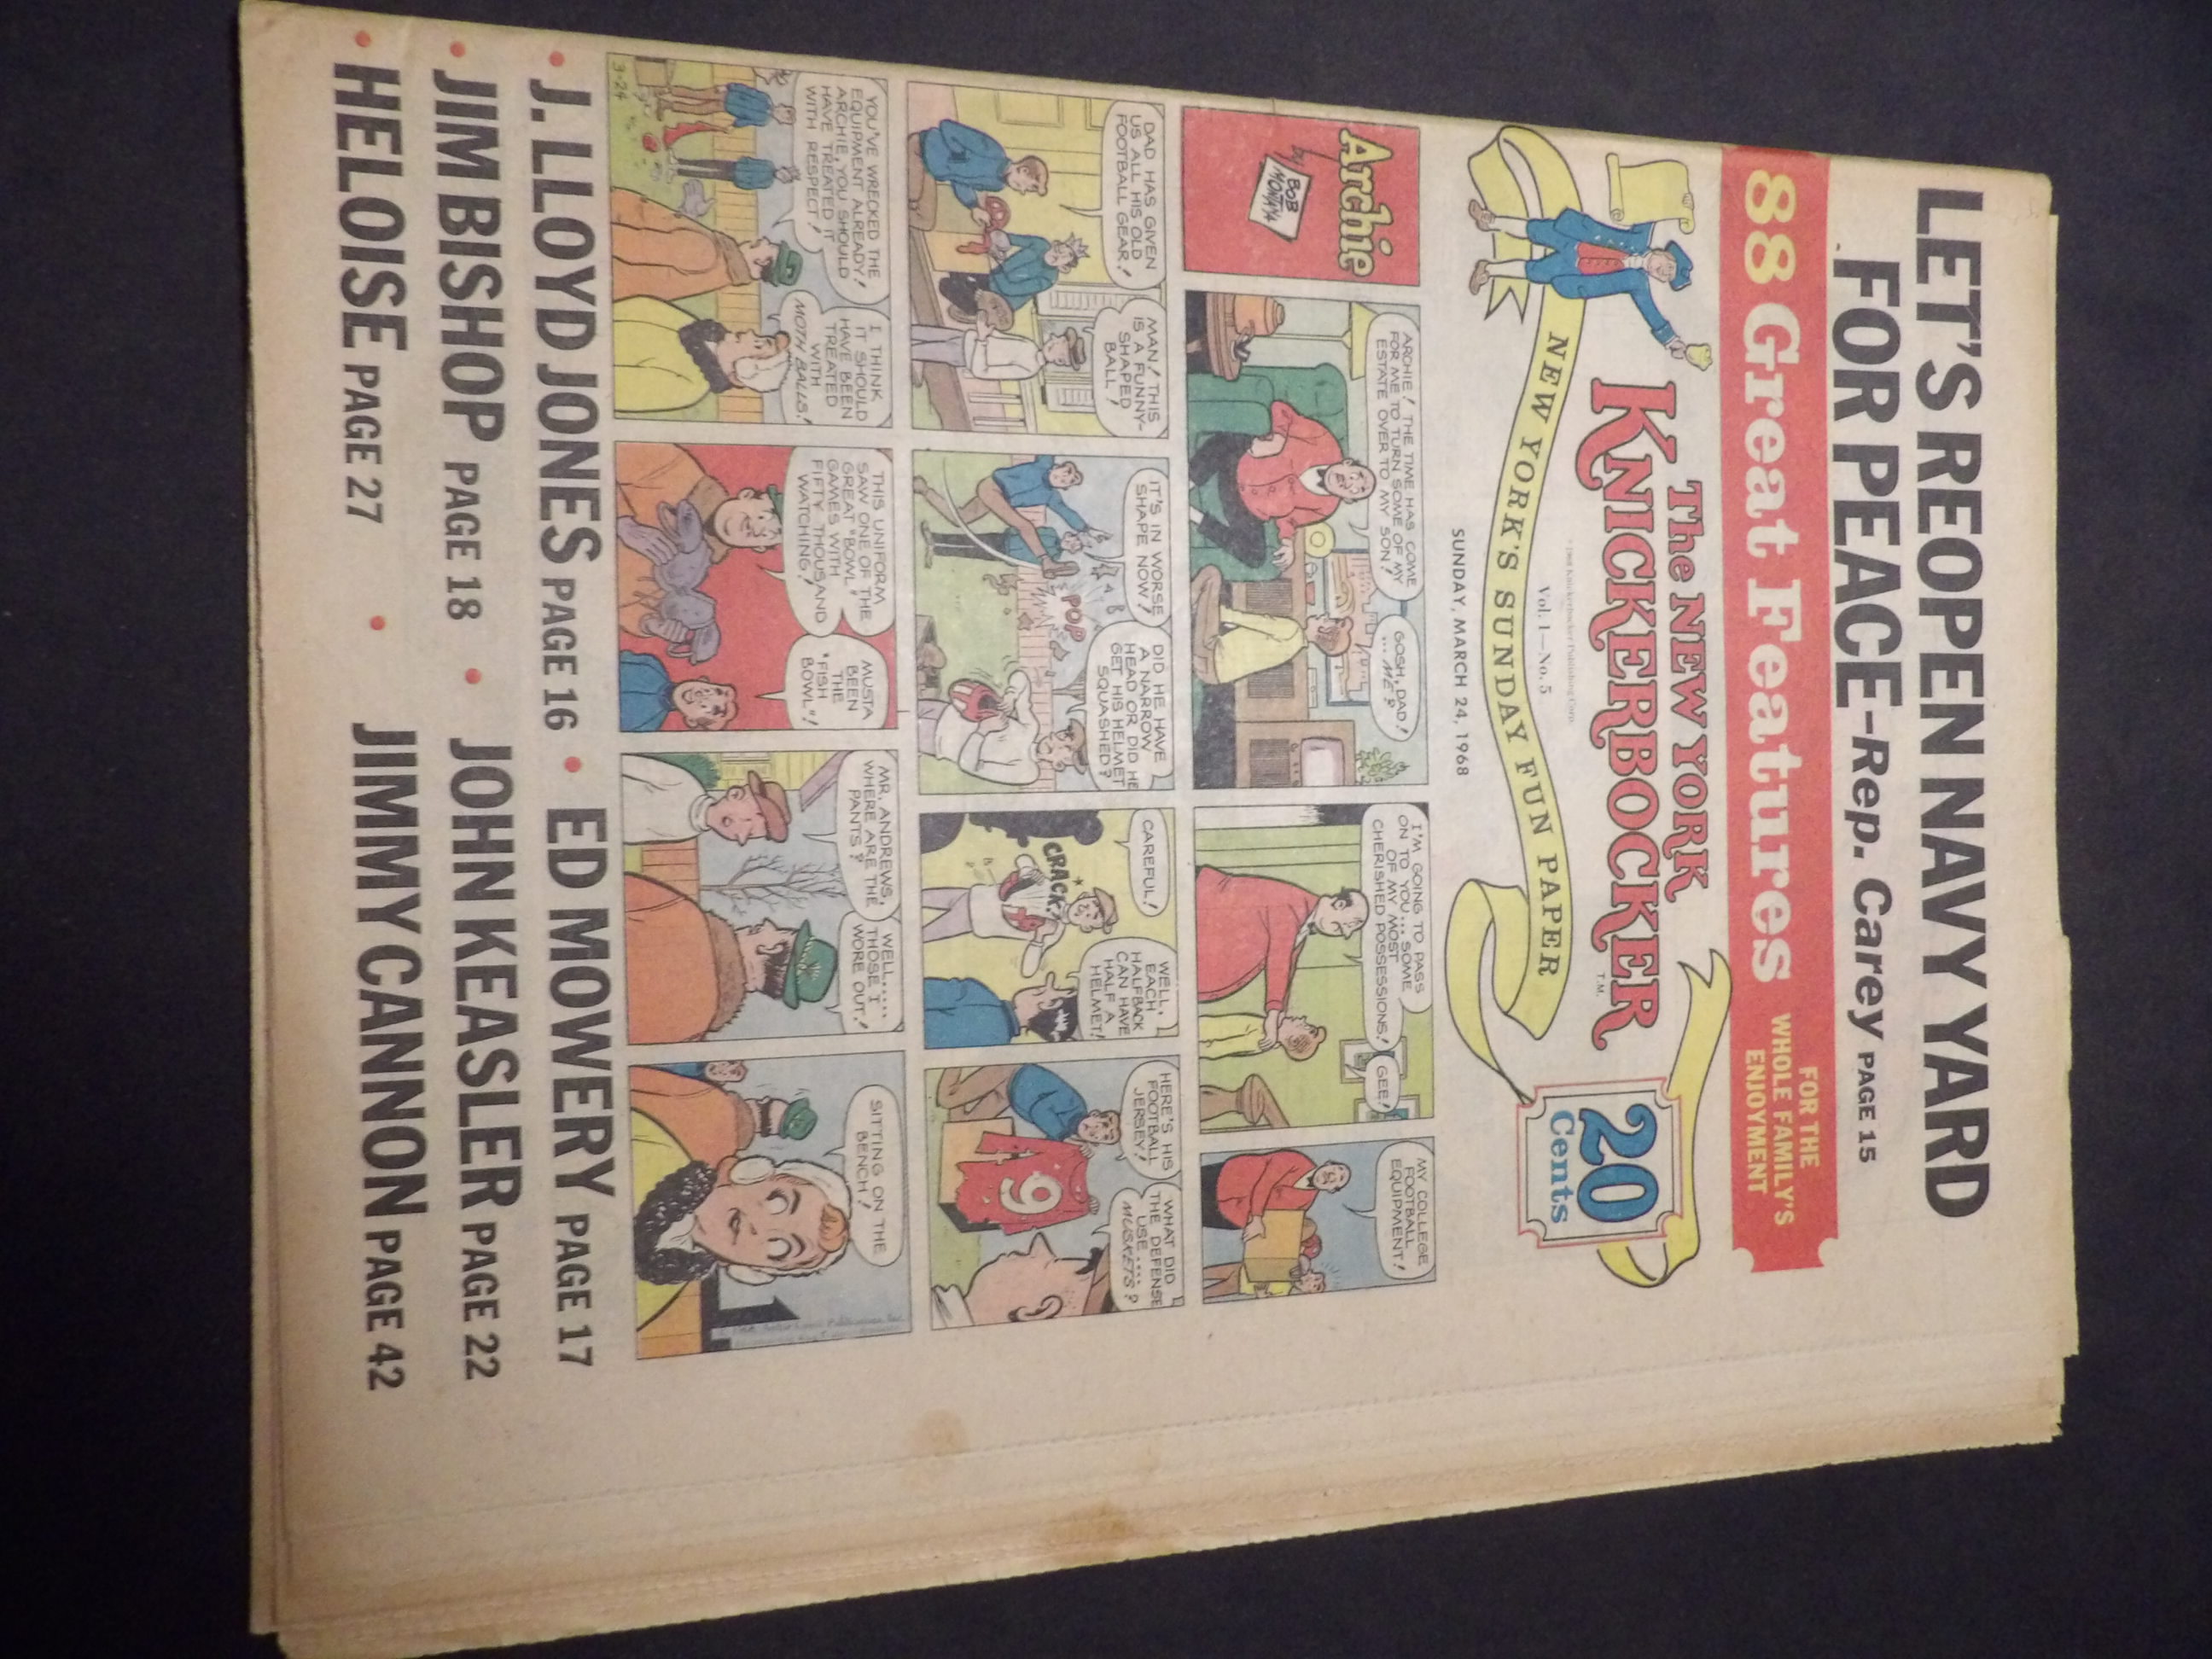 LET'S REOPEN NAVY YARD
FOR PEACE-Rep. Carey PAGE 15
88 Great Features
FOR THE
WHOLE FAMILY'S
ENJOYMENT
The NEW YORK
KNICKERBOCKER
T.M.
20
Cents
Vol. 1—No. 5
NEW YORK'S SUNDAY FUN PAPER
SUNDAY, MARCH 24, 1968
Archie
by
BOB
MONTANA
ARCHIE! THE TIME HAS COME
FOR ME TO TURN SOME OF MY
ESTATE OVER TO MY SON!
GOSH, DAD!
...ME?
I'M GOING TO PASS
ON TO YOU... SOME
OF MY MOST
CHERISHED POSSESSIONS!
GEE!
MY COLLEGE
FOOTBALL
EQUIPMENT!
DAD HAS GIVEN
US ALL HIS OLD
FOOTBALL GEAR!
MAN! THIS
IS A FUNNY-
SHAPED
BALL!
IT'S IN WORSE
SHAPE NOW!
POP
DID HE HAVE
A NARROW
HEAD OR DID HE
GET HIS HELMET
SQUASHED?
CAREFUL!
CRACK!
WELL,
EACH
HALFBACK
CAN HAVE
HALF A
HELMET!
HERE'S HIS
FOOTBALL
JERSEY!
9
WHAT DID
THE DEFENSE
USE....
MUSKETS?
YOU'VE WRECKED THE
EQUIPMENT ALREADY!
ARCHIE, YOU SHOULD
HAVE TREATED IT
WITH RESPECT!
I THINK
IT SHOULD
HAVE BEEN
TREATED
WITH
MOTH BALLS!
3-24
THIS UNIFORM
SAW ONE OF THE
GREAT "BOWL"
GAMES WITH
FIFTY THOUSAND
WATCHING!
MUSTA
BEEN
THE
"FISH
BOWL"!
MR. ANDREWS,
WHERE ARE THE
PANTS?
WELL.....
THOSE I
WORE OUT!
SITTING ON THE
BENCH!
• J. LLOYD JONES PAGE 16 • ED MOWERY PAGE 17
• JIM BISHOP PAGE 18 • JOHN KEASLER PAGE 22
• HELOISE PAGE 27 • JIMMY CANNON PAGE 42